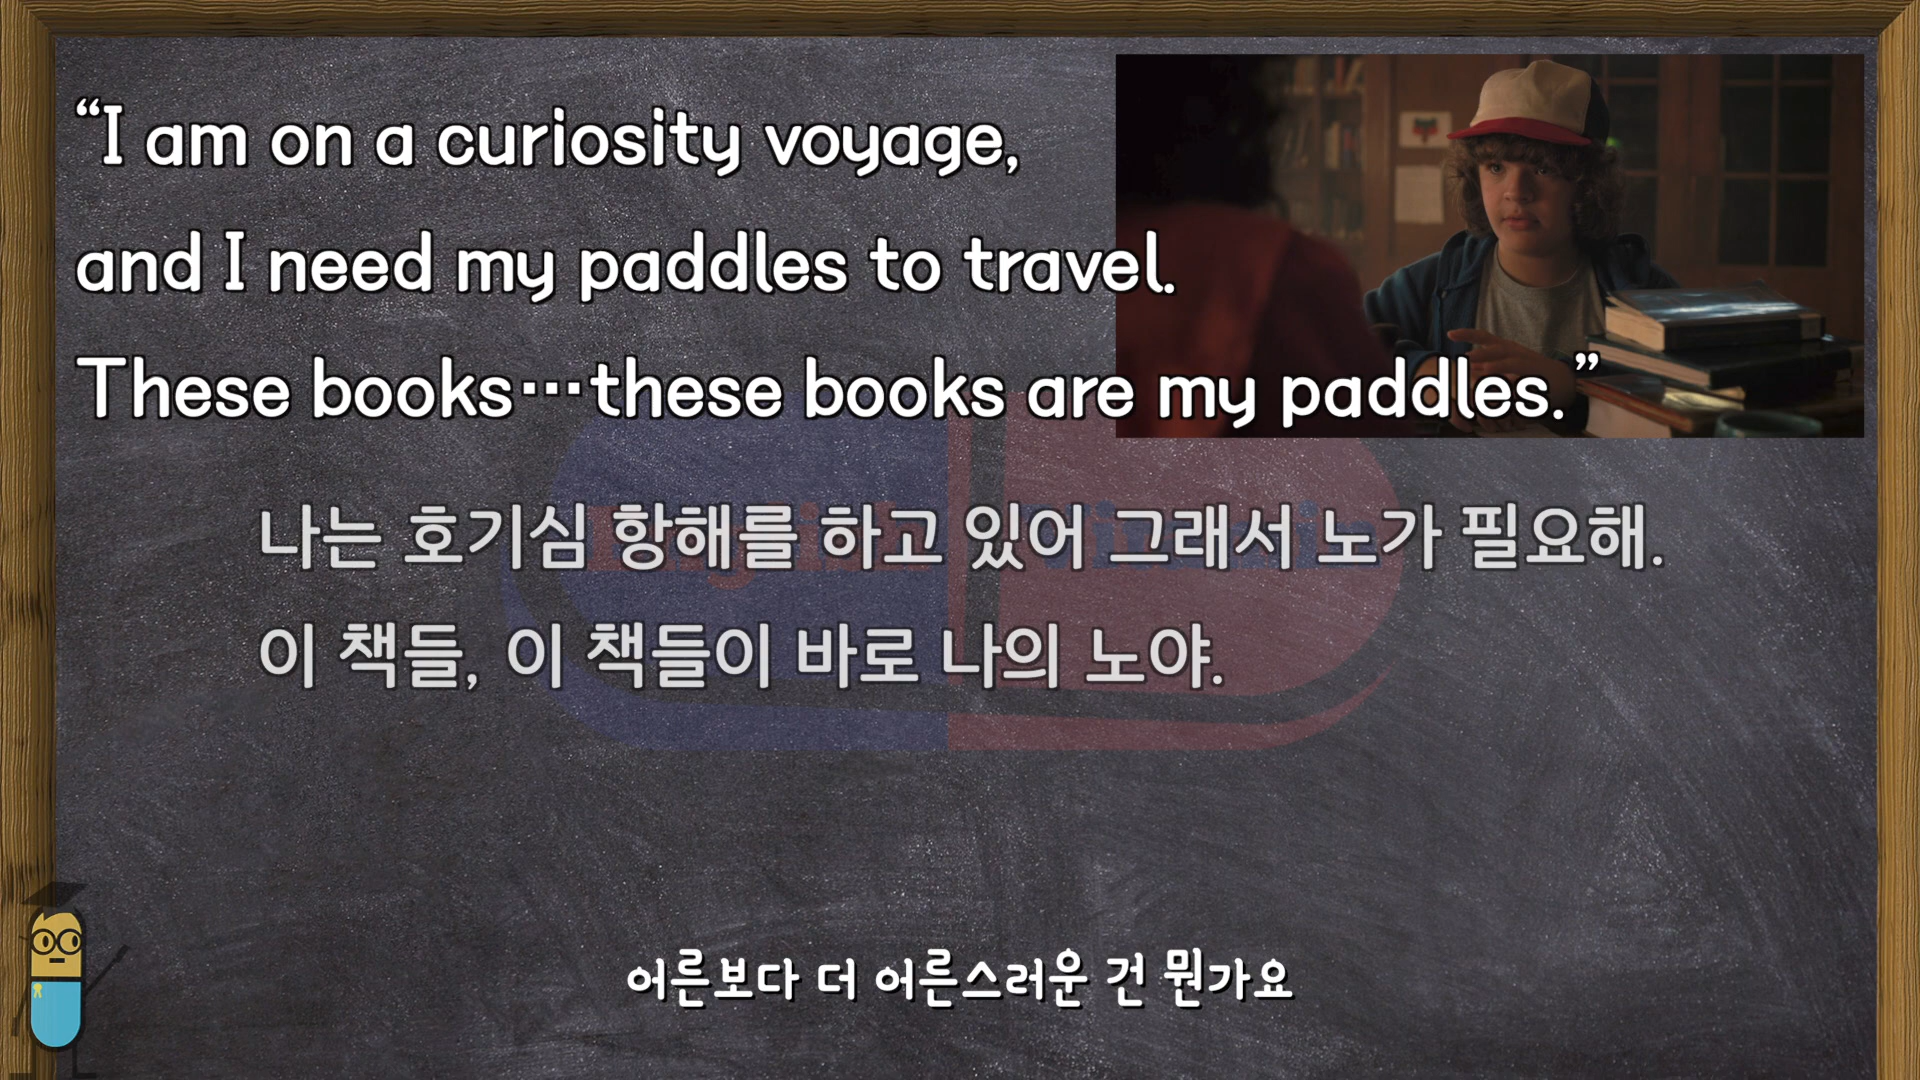 “I am on a curiosity voyage,
and I need my paddles to travel.
These books…these books are my paddles.”
나는 호기심 항해를 하고 있어 그래서 노가 필요해.
이 책들, 이 책들이 바로 나의 노야.
어른보다 더 어른스러운 건 뭔가요